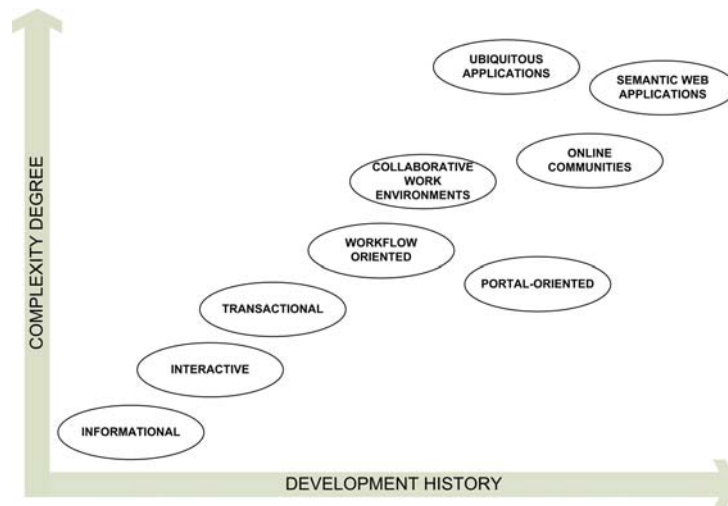 UBIQUITOUS
APPLICATIONS
SEMANTIC WEB
APPLICATIONS
ONLINE
COMMUNITIES
COLLABORATIVE
WORK
ENVIRONMENTS
WORKFLOW
ORIENTED
PORTAL-ORIENTED
TRANSACTIONAL
INTERACTIVE
INFORMATIONAL
COMPLEXITY DEGREE
DEVELOPMENT HISTORY